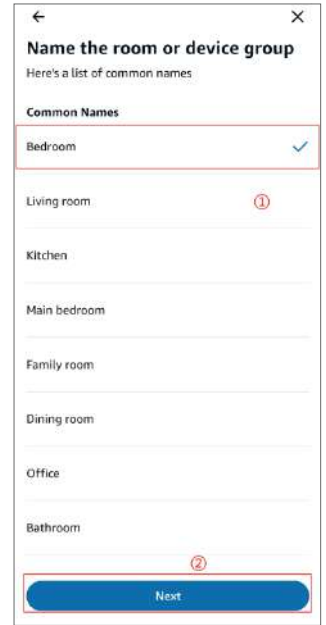 Name the room or device group
Here's a list of common names
Common Names
Bedroom
Living room
①
Kitchen
Main bedroom
Family room
Dining room
Office
Bathroom
②
Next